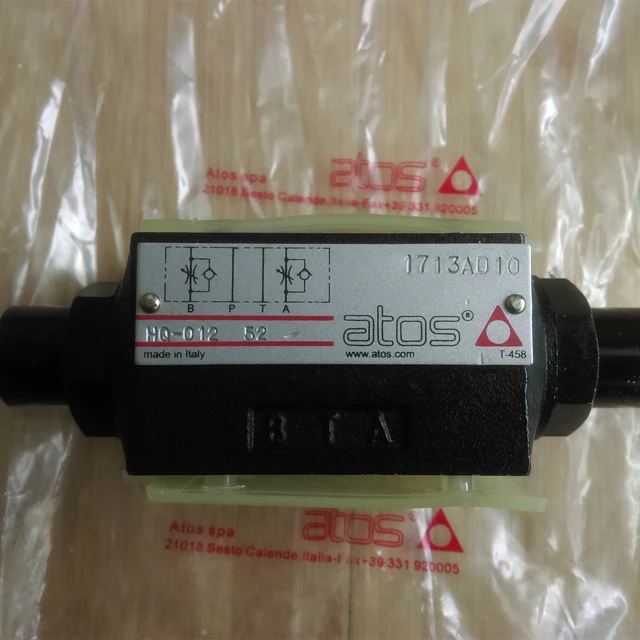 Atos spa
atos®
21018 Sesto Calende, Italia-Fax+39 331 920005
1713AD10
B P T A
HQ-012 52
atos®
made in Italy
www.atos.com
T-458
B T A
Atos spa
atos®
21018 Sesto Calende, Italia-Fax+39 331 920005